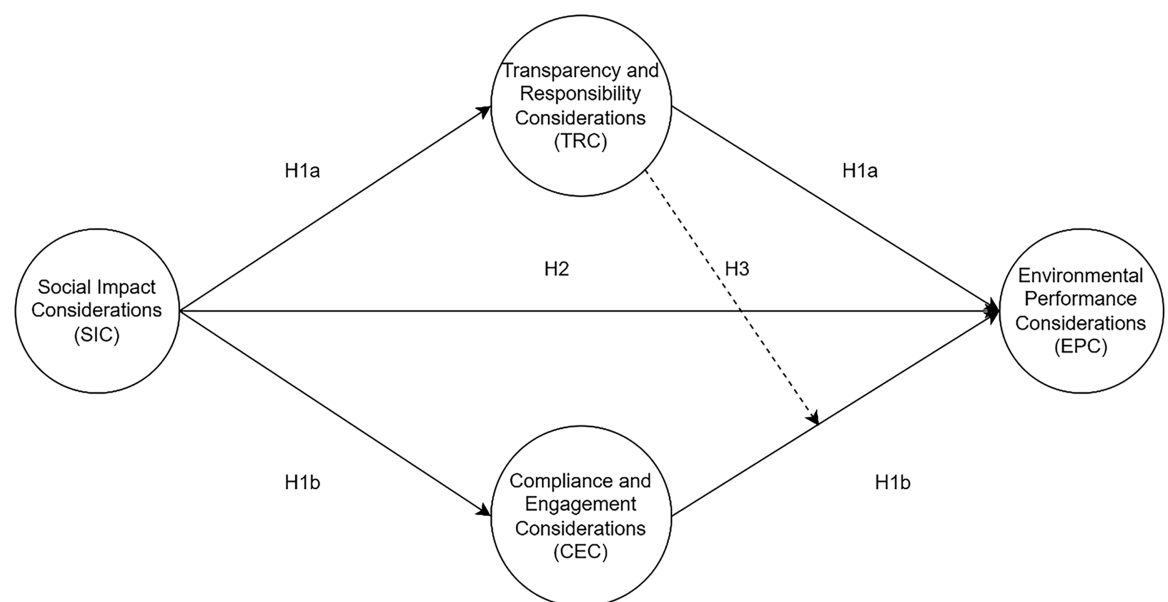 Transparency and
Responsibility
Considerations
(TRC)
H1a
H1a
Social Impact
Considerations
(SIC)
H2
H3
Environmental
Performance
Considerations
(EPC)
H1b
H1b
Compliance and
Engagement
Considerations
(CEC)